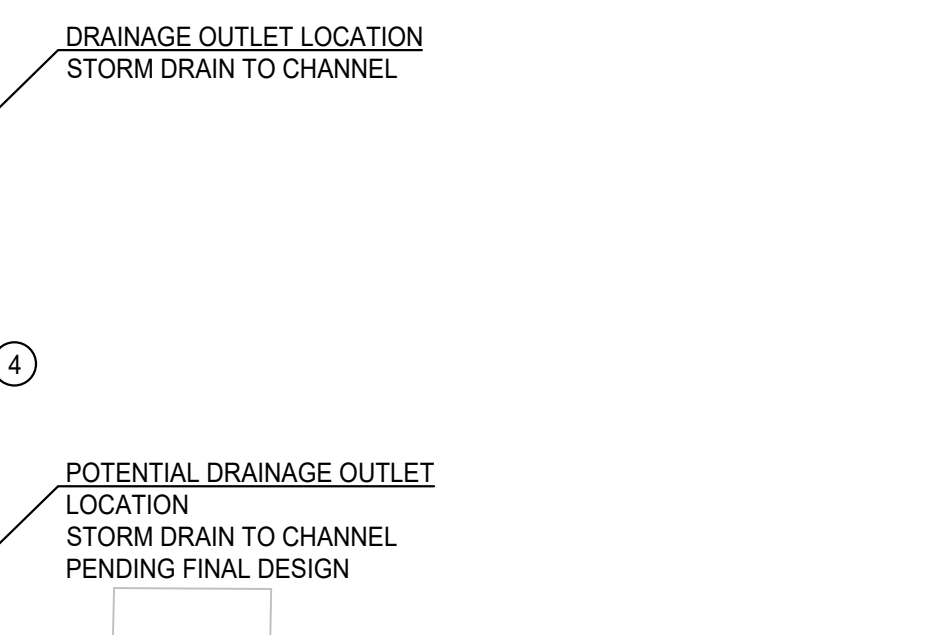 DRAINAGE OUTLET LOCATION
STORM DRAIN TO CHANNEL
4
POTENTIAL DRAINAGE OUTLET
LOCATION
STORM DRAIN TO CHANNEL
PENDING FINAL DESIGN